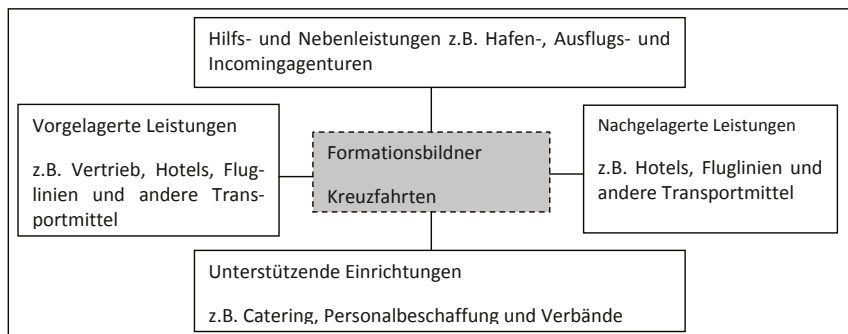 Hilfs- und Nebenleistungen z.B. Hafen-, Ausflugs- und
Incomingagenturen
Vorgelagerte Leistungen
z.B. Vertrieb, Hotels, Flug-
linien und andere Trans-
portmittel
Formationsbildner
Kreuzfahrten
Nachgelagerte Leistungen
z.B. Hotels, Fluglinien und
andere Transportmittel
Unterstützende Einrichtungen
z.B. Catering, Personalbeschaffung und Verbände